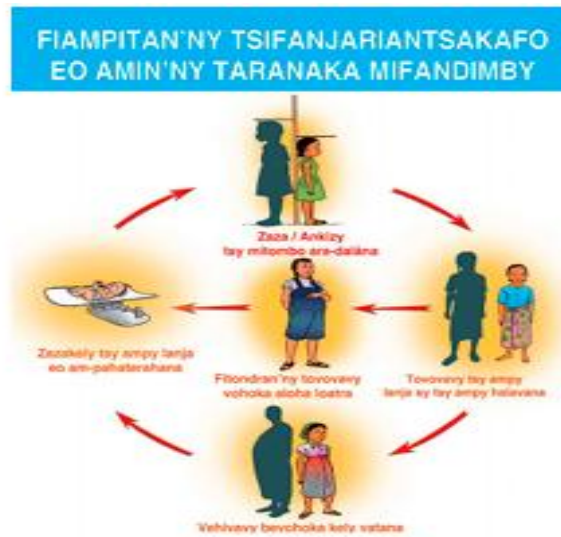 FIAMPITAN'NY TSIFANJARIANTSAKAFO
EO AMIN'NY TARANAKA MIFANDIMBY
Zaza / Ankizy
tsy mitombo ara-dalàna
Zazakely tsy ampy lanja
eo am-pahaterahana
Fitondran'ny tovovavy
vohoka aloha loatra
Tovovavy tsy ampy
lanja sy tsy ampy halavana
Vehivavy bevohoka kely vatana